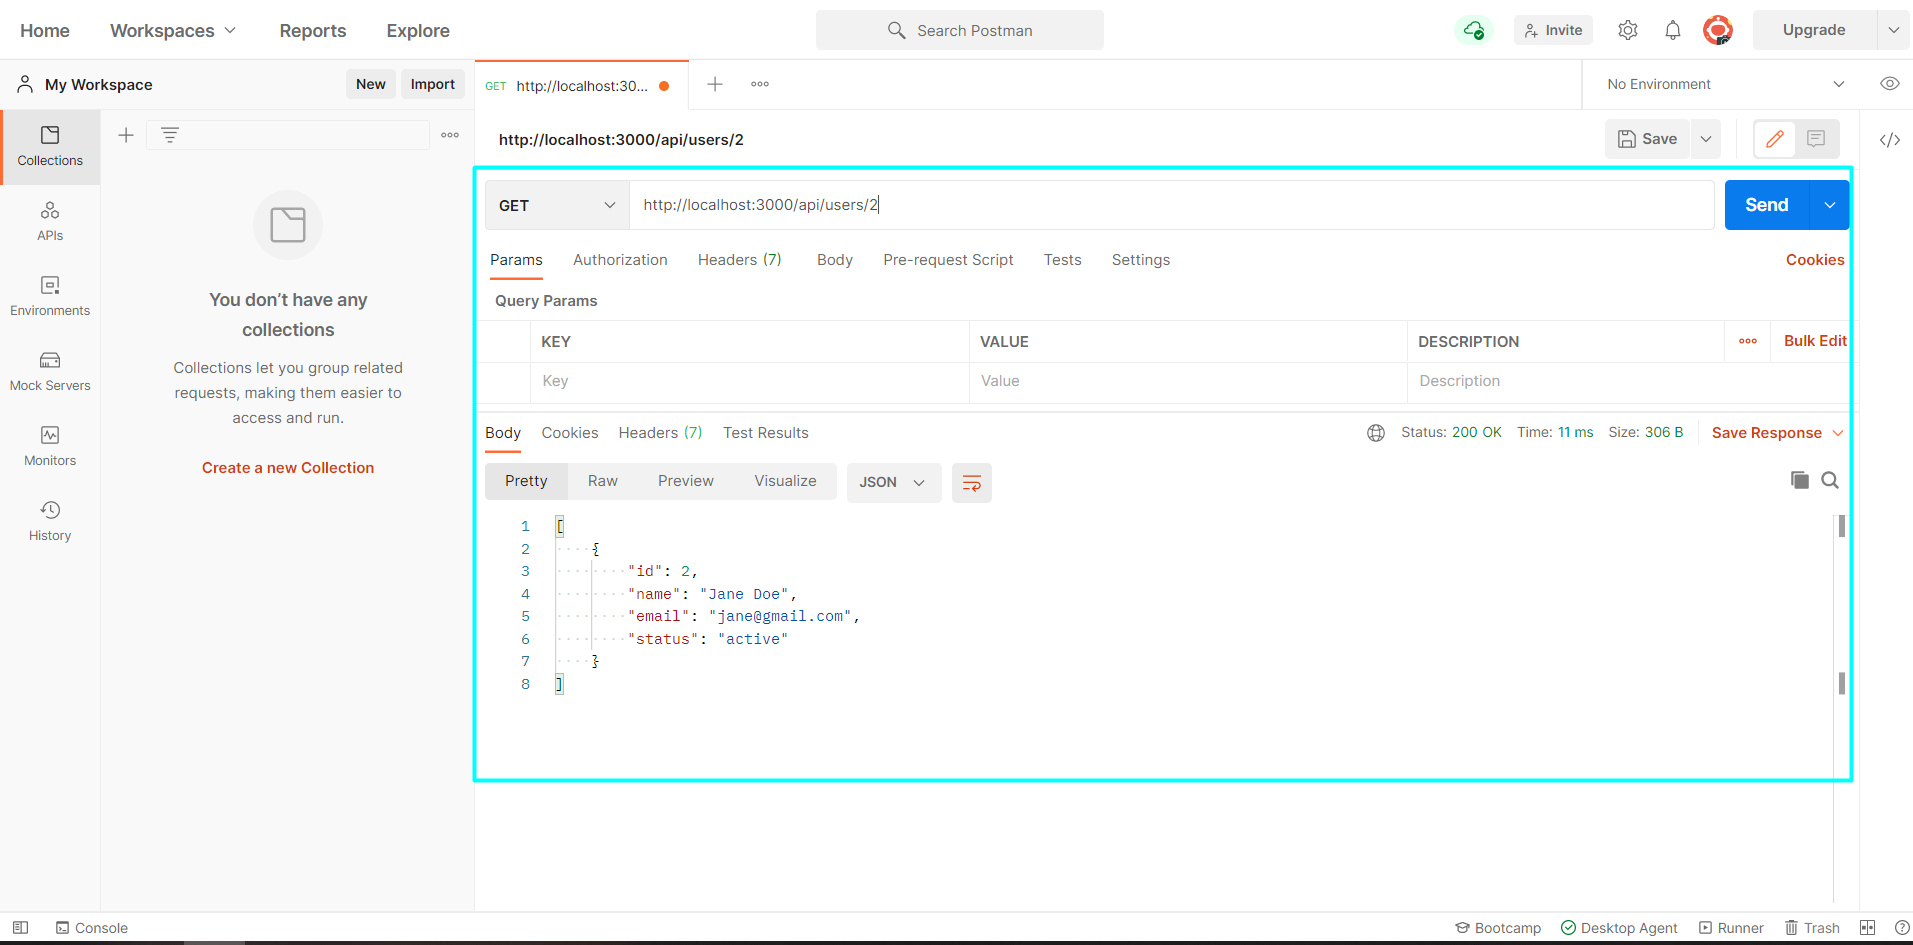 Home Workspaces Reports Explore Search Postman Invite Upgrade
My Workspace New Import GET http://localhost:30... No Environment
http://localhost:3000/api/users/2 Save
Collections
APIs
Environments
Mock Servers
Monitors
History
You don’t have any
collections
Collections let you group related
requests, making them easier to
access and run.
Create a new Collection
GET http://localhost:3000/api/users/2 Send
Params Authorization Headers (7) Body Pre-request Script Tests Settings Cookies
Query Params
KEY VALUE DESCRIPTION Bulk Edit
Key Value Description
Body Cookies Headers (7) Test Results Status: 200 OK Time: 11 ms Size: 306 B Save Response
Pretty Raw Preview Visualize JSON
1 [
2 {
3 "id": 2,
4 "name": "Jane Doe",
5 "email": "jane@gmail.com",
6 "status": "active"
7 }
8 ]
Console Bootcamp Desktop Agent Runner Trash